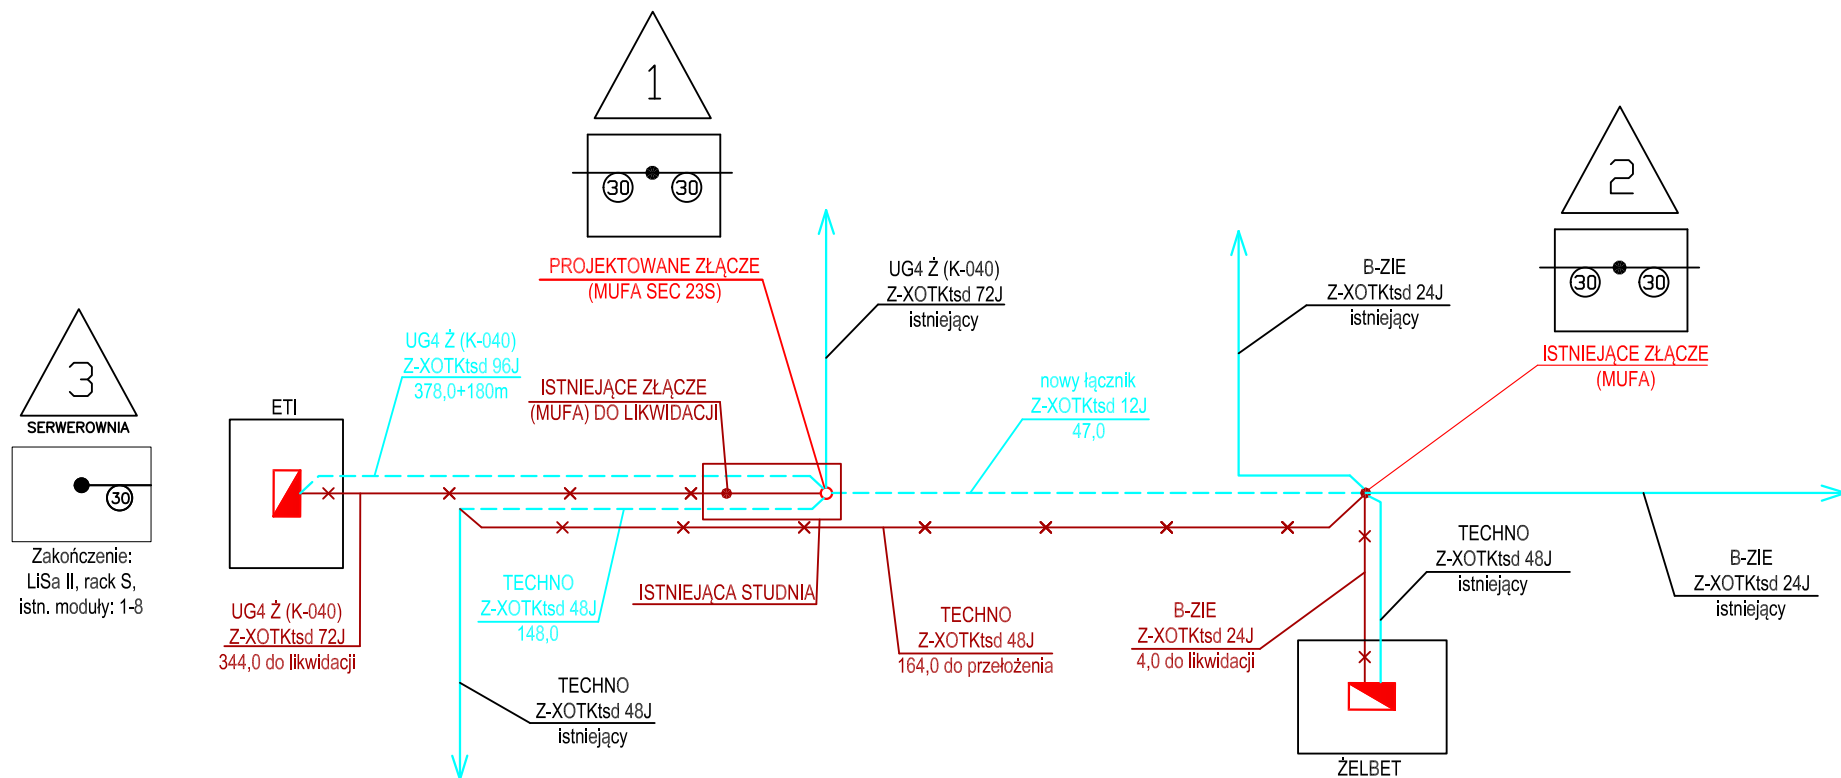 1
30
30
PROJEKTOWANE ZŁĄCZE
(MUFA SEC 23S)
2
30
30
ISTNIEJĄCE ZŁĄCZE
(MUFA)
UG4 Ż (K-040)
Z-XOTKtsd 72J
istniejący
B-ZIE
Z-XOTKtsd 24J
istniejący
3
SERWEROWNIA
30
Zakończenie:
LiSa II, rack S,
istn. moduły: 1-8
UG4 Ż (K-040)
Z-XOTKtsd 96J
378,0+180m
ETI
ISTNIEJĄCE ZŁĄCZE
(MUFA) DO LIKWIDACJI
nowy łącznik
Z-XOTKtsd 12J
47,0
UG4 Ż (K-040)
Z-XOTKtsd 72J
344,0 do likwidacji
TECHNO
Z-XOTKtsd 48J
148,0
ISTNIEJĄCA STUDNIA
TECHNO
Z-XOTKtsd 48J
164,0 do przełożenia
B-ZIE
Z-XOTKtsd 24J
4,0 do likwidacji
TECHNO
Z-XOTKtsd 48J
istniejący
B-ZIE
Z-XOTKtsd 24J
istniejący
TECHNO
Z-XOTKtsd 48J
istniejący
ŻELBET